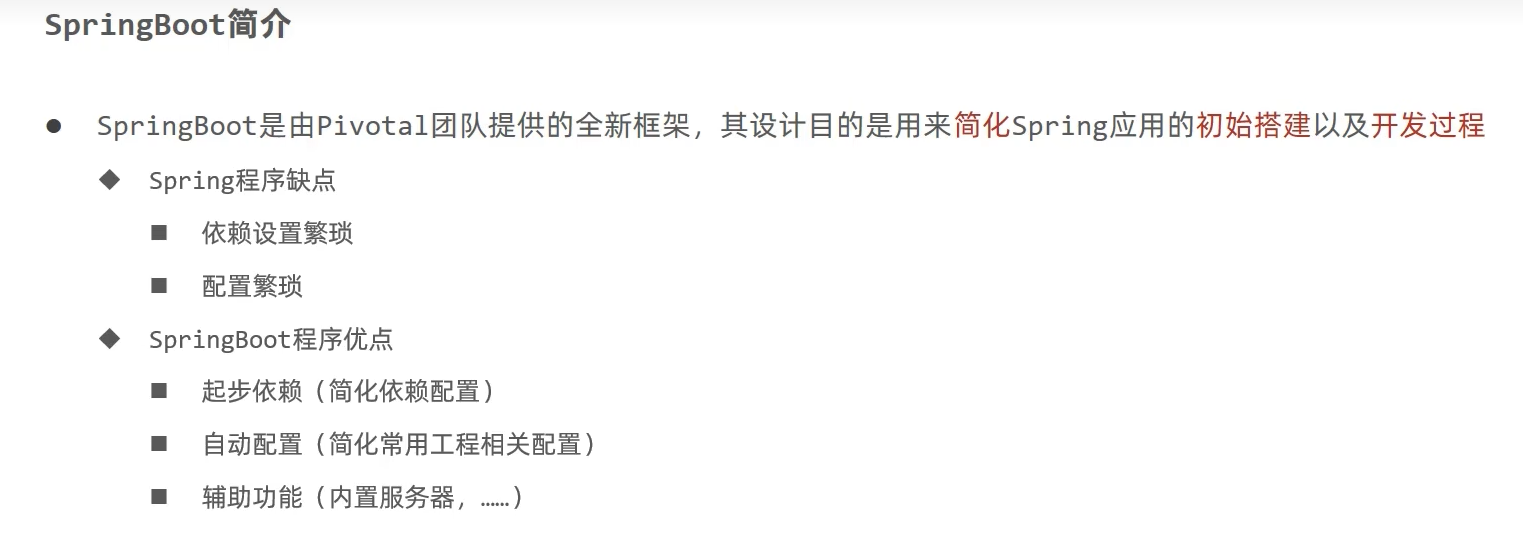 SpringBoot简介
SpringBoot是由Pivotal团队提供的全新框架，其设计目的是用来简化Spring应用的初始搭建以及开发过程
Spring程序缺点
依赖设置繁琐
配置繁琐
SpringBoot程序优点
起步依赖（简化依赖配置）
自动配置（简化常用工程相关配置）
辅助功能（内置服务器，……）